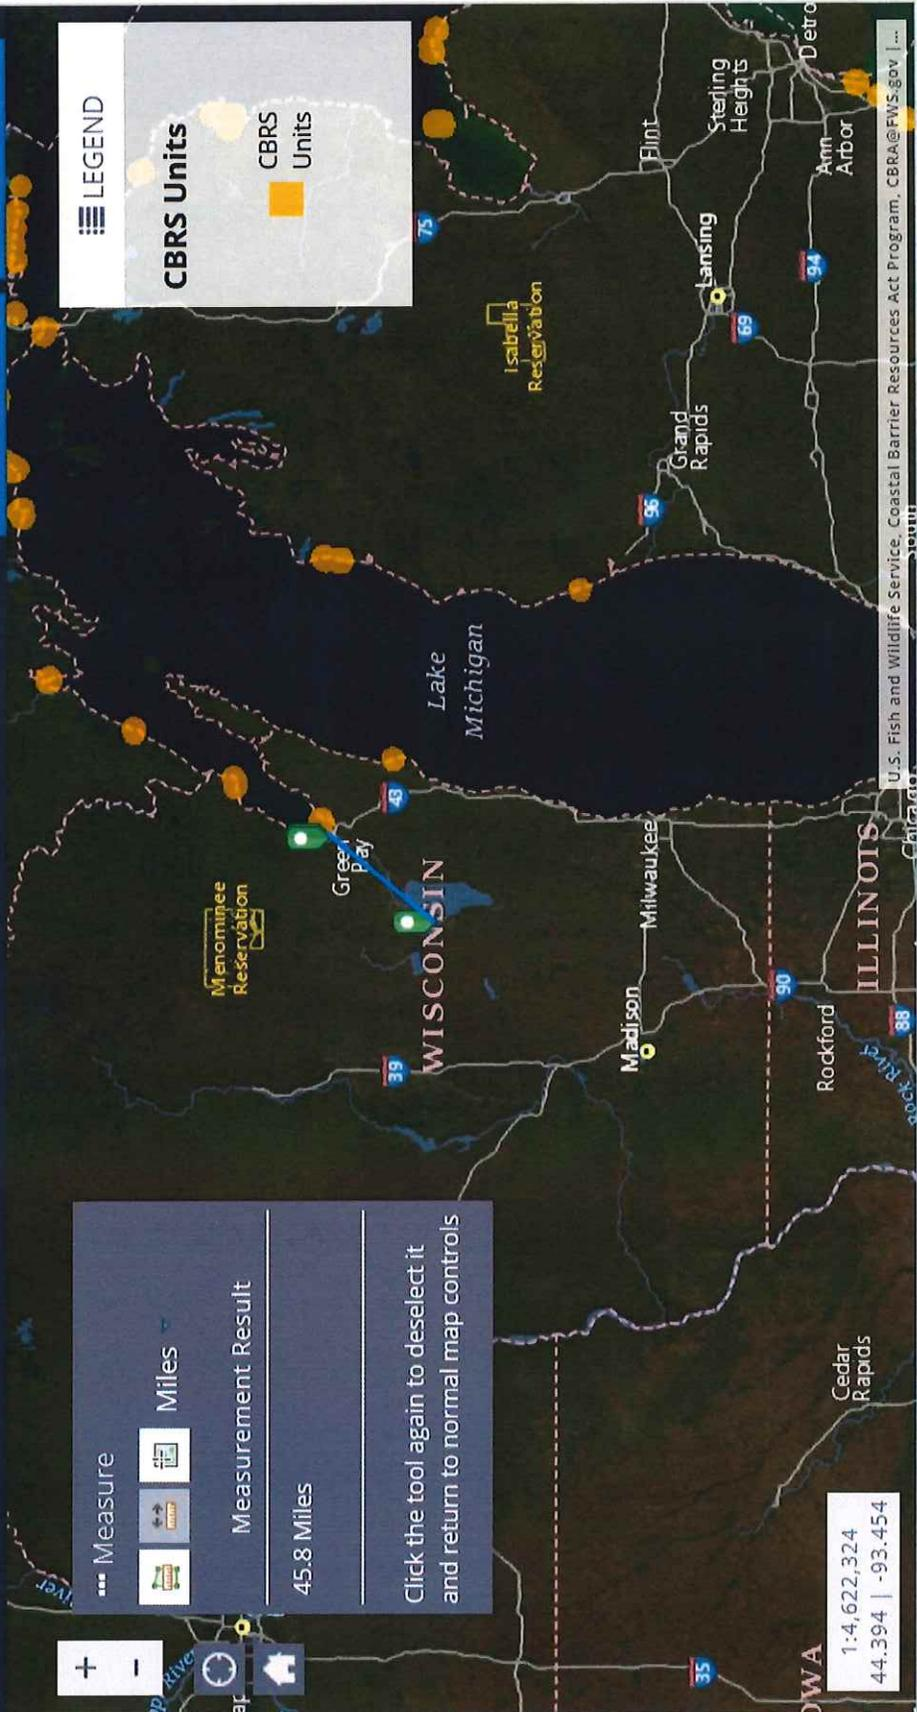 +
−
Measure
Miles
Measurement Result
45.8 Miles
Click the tool again to deselect it
and return to normal map controls
LEGEND
CBRS Units
CBRS
Units
Menominee
Reservation
Green
Bay
43
WISCONSIN
39
Lake
Michigan
Isabella
Reservation
75
Flint
Sterling
Heights
Detro
Ann
Arbor
Lansing
69
94
Grand
Rapids
96
Milwaukee
Madison
90
Rockford
ILLINOIS
88
Rock River
Cedar
Rapids
35
OWA
River
1:4,622,324
44.394 | -93.454
U.S. Fish and Wildlife Service, Coastal Barrier Resources Act Program, CBRA@FWS.gov |...